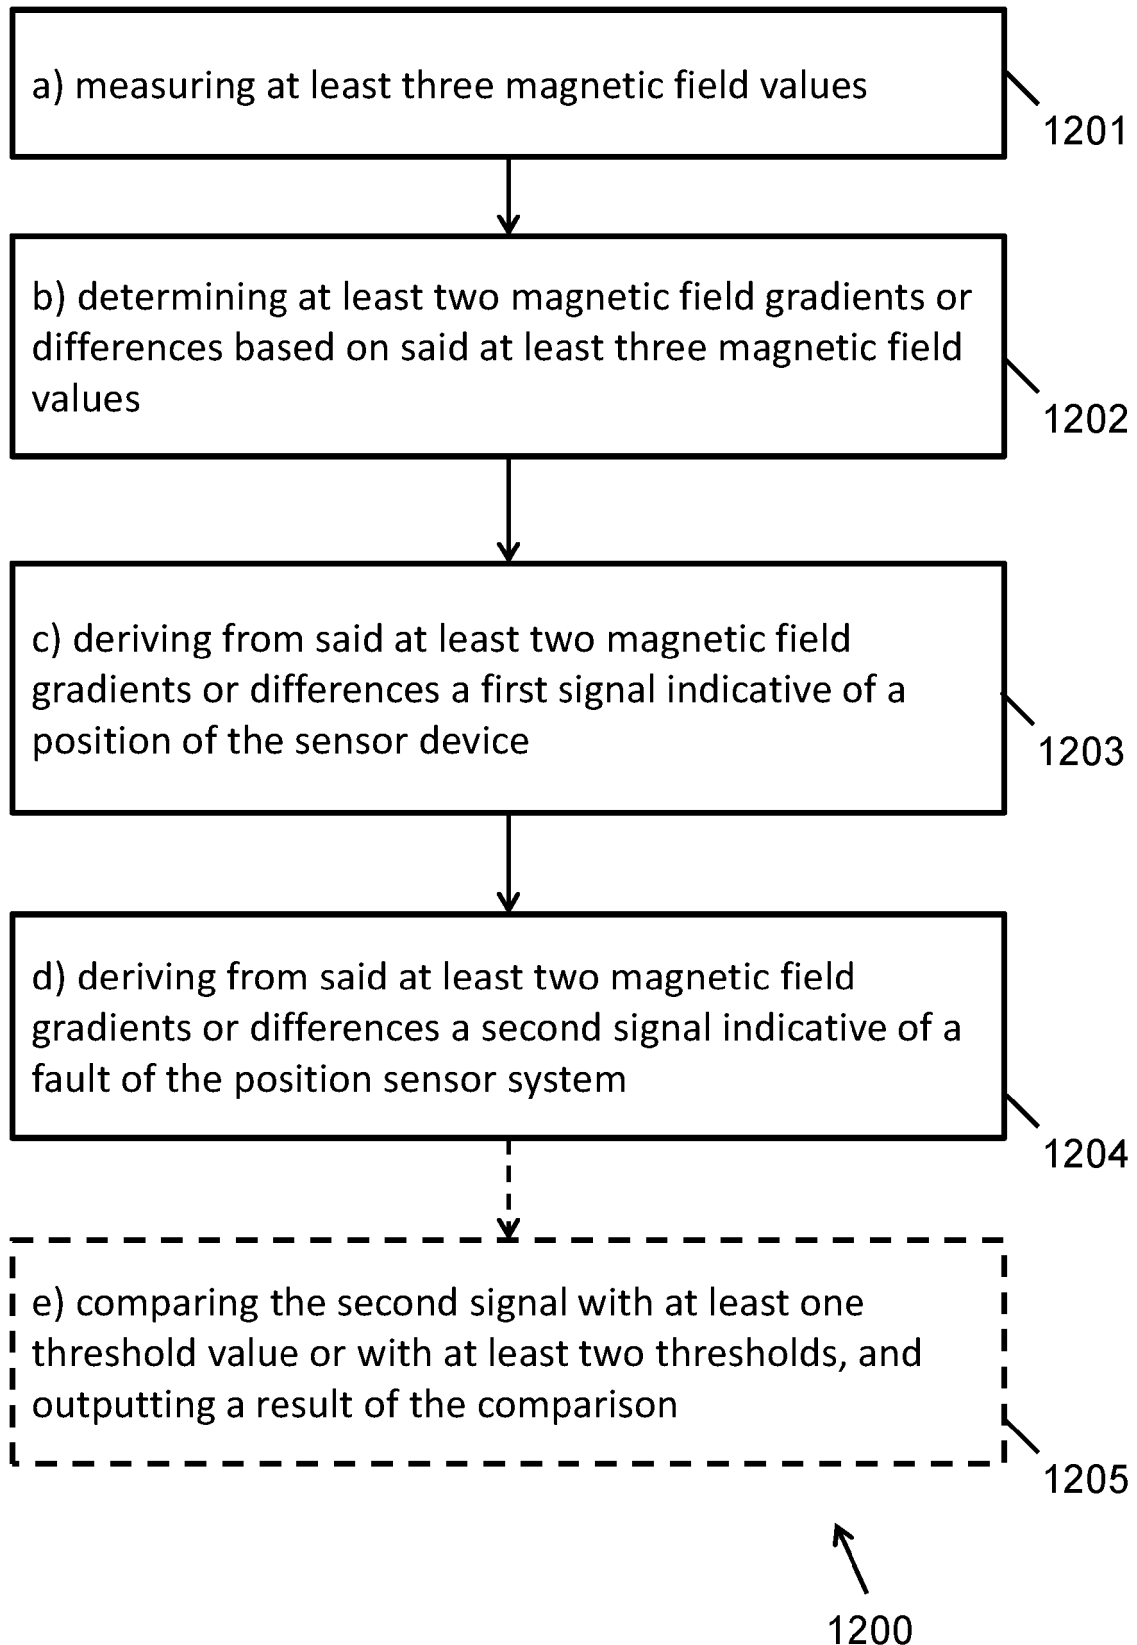 a) measuring at least three magnetic field values
1201
b) determining at least two magnetic field gradients or
differences based on said at least three magnetic field
values
1202
c) deriving from said at least two magnetic field
gradients or differences a first signal indicative of a
position of the sensor device
1203
d) deriving from said at least two magnetic field
gradients or differences a second signal indicative of a
fault of the position sensor system
1204
e) comparing the second signal with at least one
threshold value or with at least two thresholds, and
outputting a result of the comparison
1205
1200